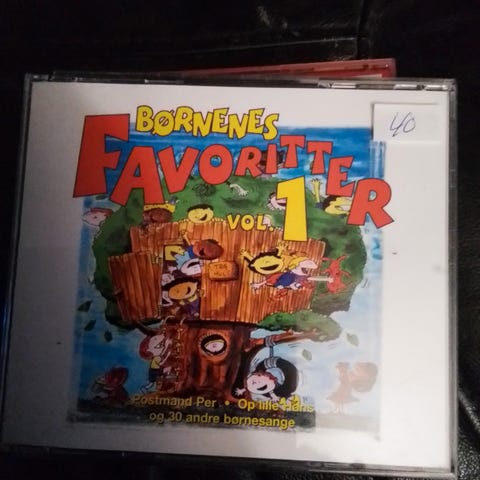 BØRNENES
FAVORITTER
VOL. 1
40
Postmand Per • Op lille Hans
og 30 andre børnesange